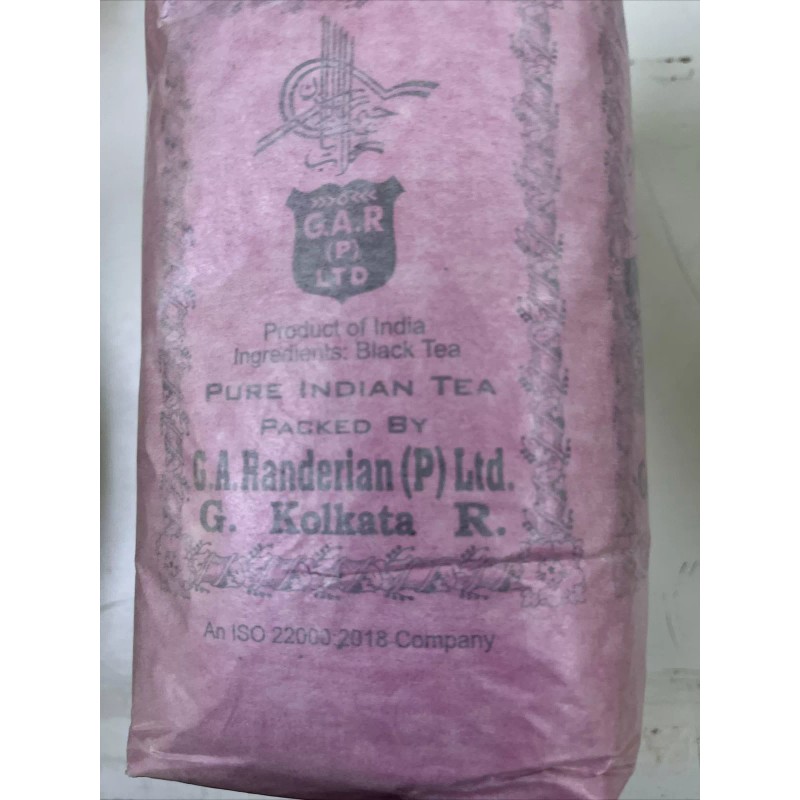 G.A.R
(P)
LTD
Product of India
Ingredients: Black Tea
PURE INDIAN TEA
PACKED BY
G.A.Randerian (P) Ltd.
G. Kolkata R.
An ISO 22000:2018 Company